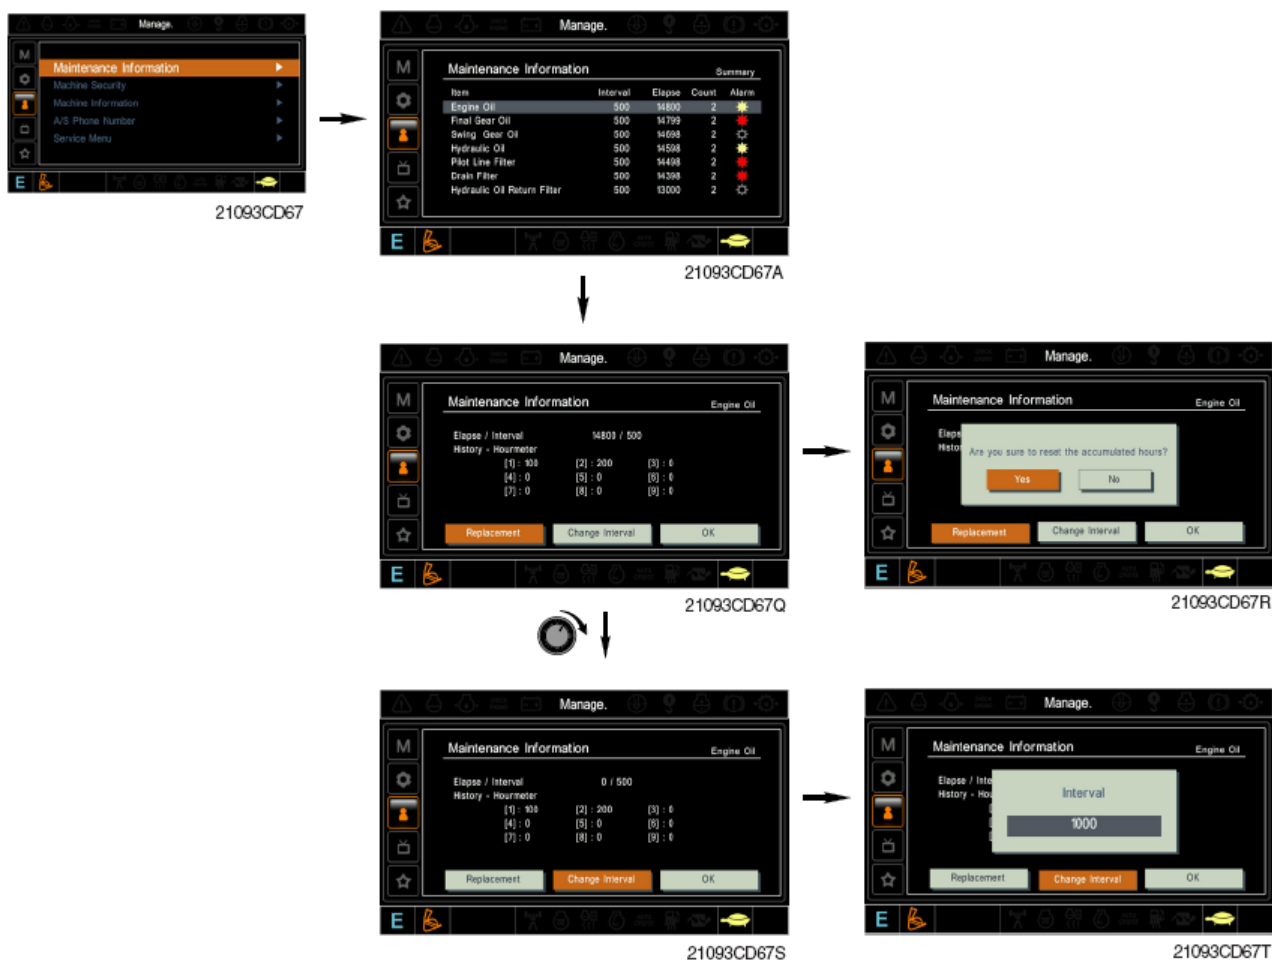 Manage.
M
Maintenance Information
Machine Security
Machine Information
A/S Phone Number
Service Menu
E
21093CD67
Manage.
M
Maintenance Information Summary
Item Interval Elapse Count Alarm
Engine Oil 500 14800 2
Final Gear Oil 500 14799 2
Swing Gear Oil 500 14698 2
Hydraulic Oil 500 14598 2
Pilot Line Filter 500 14498 2
Drain Filter 500 14398 2
Hydraulic Oil Return Filter 500 13000 2
E
21093CD67A
Manage.
M
Maintenance Information Engine Oil
Elapse / Interval 14800 / 500
History - Hourmeter
[1] : 100 [2] : 200 [3] : 0
[4] : 0 [5] : 0 [6] : 0
[7] : 0 [8] : 0 [9] : 0
Replacement Change Interval OK
E
21093CD67Q
Manage.
M
Maintenance Information Engine Oil
Elaps
Histor
Are you sure to reset the accumulated hours?
Yes No
Replacement Change Interval OK
E
21093CD67R
Manage.
M
Maintenance Information Engine Oil
Elapse / Interval 0 / 500
History - Hourmeter
[1] : 100 [2] : 200 [3] : 0
[4] : 0 [5] : 0 [6] : 0
[7] : 0 [8] : 0 [9] : 0
Replacement Change Interval OK
E
21093CD67S
Manage.
M
Maintenance Information Engine Oil
Elapse / Inte
History - Hou
Interval
1000
Replacement Change Interval OK
E
21093CD67T